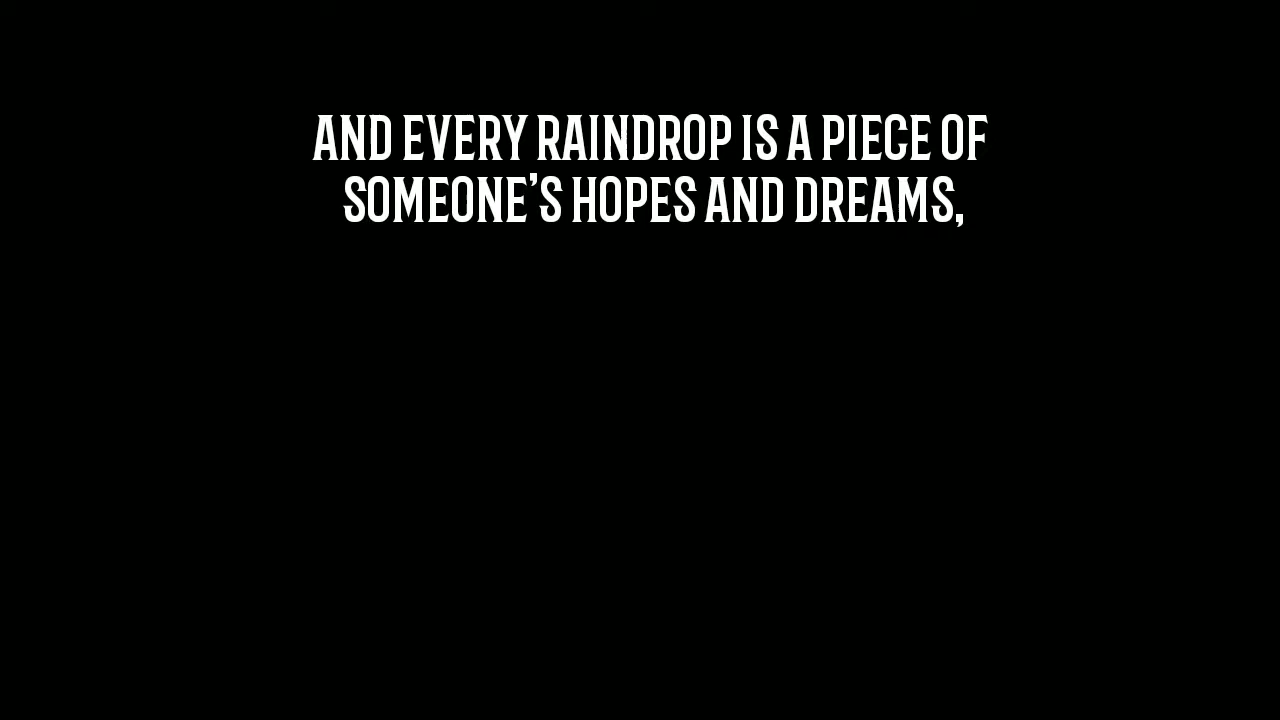 AND EVERY RAINDROP IS A PIECE OF
SOMEONE’S HOPES AND DREAMS,